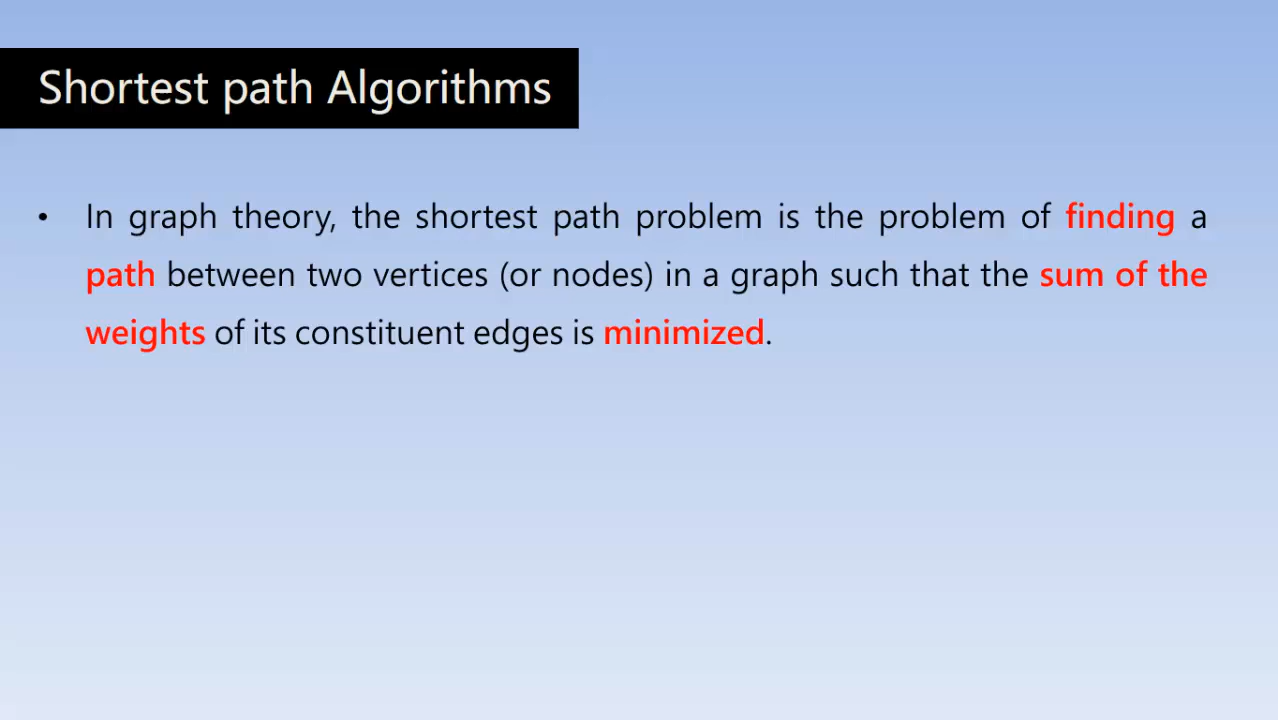 Shortest path Algorithms
• In graph theory, the shortest path problem is the problem of finding a
path between two vertices (or nodes) in a graph such that the sum of the
weights of its constituent edges is minimized.